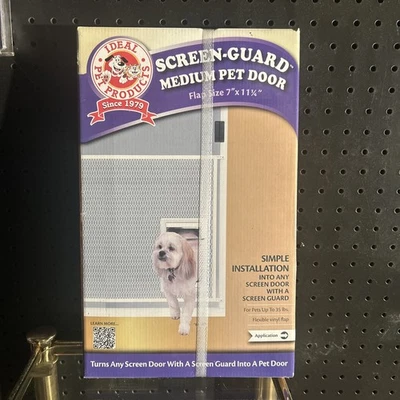 IDEAL
PET PRODUCTS
Since 1979
SCREEN-GUARD
MEDIUM PET DOOR
Flap Size 7" x 11¼"
SIMPLE
INSTALLATION
INTO ANY
SCREEN DOOR
WITH A
SCREEN GUARD
For Pets Up To 35 lbs.
Flexible vinyl flap
Application
LEARN MORE...
Turns Any Screen Door With A Screen Guard Into A Pet Door